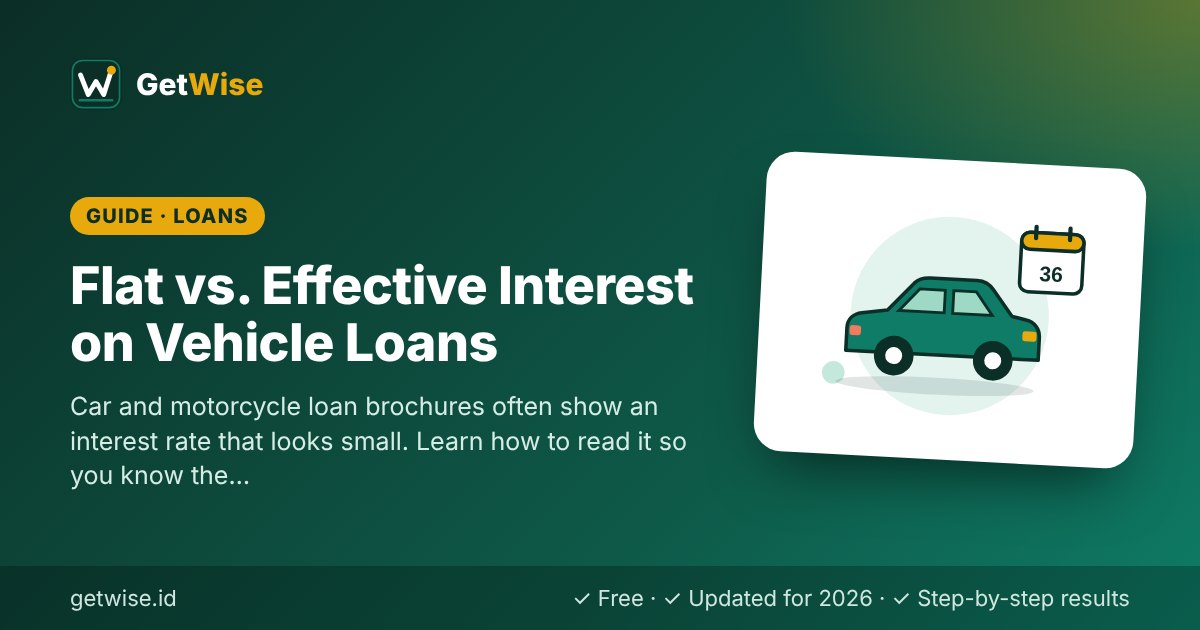 GetWise
GUIDE · LOANS
Flat vs. Effective Interest
on Vehicle Loans
Car and motorcycle loan brochures often show an
interest rate that looks small. Learn how to read it so
you know the...
36
getwise.id
✓ Free · ✓ Updated for 2026 · ✓ Step-by-step results